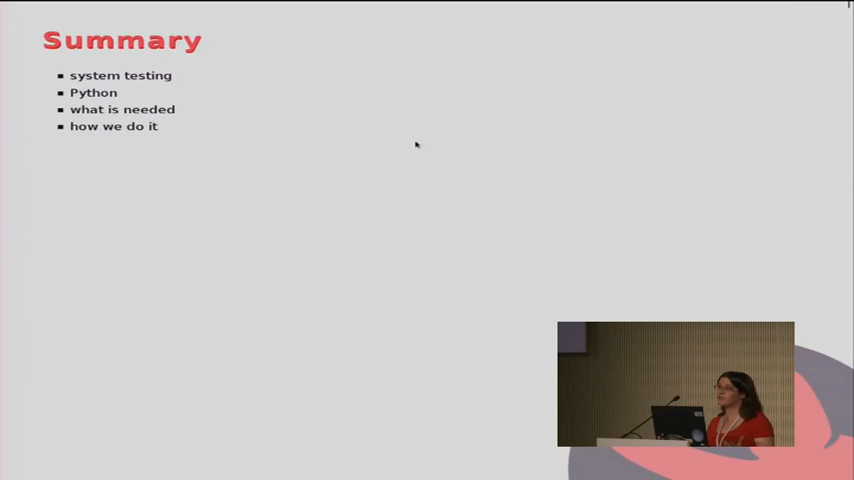 Summary
system testing
Python
what is needed
how we do it